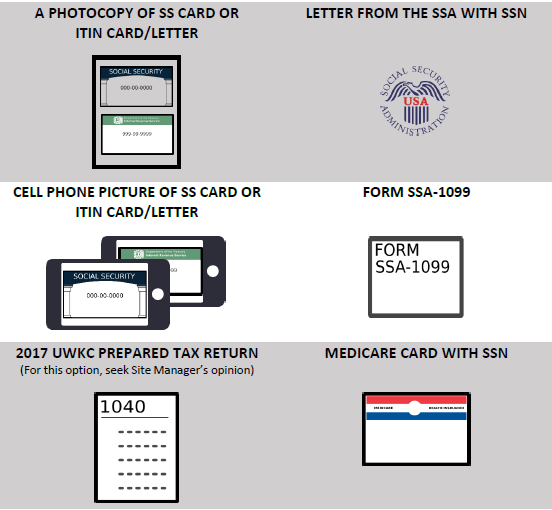 A PHOTOCOPY OF SS CARD OR
ITIN CARD/LETTER
SOCIAL SECURITY
000-00-0000
999-99-9999
LETTER FROM THE SSA WITH SSN
SOCIAL SECURITY
USA
ADMINISTRATION
CELL PHONE PICTURE OF SS CARD OR
ITIN CARD/LETTER
SOCIAL SECURITY
000-00-0000
FORM SSA-1099
FORM
SSA-1099
2017 UWKC PREPARED TAX RETURN
(For this option, seek Site Manager's opinion)
1040
MEDICARE CARD WITH SSN
MEDICARE
HEALTH INSURANCE